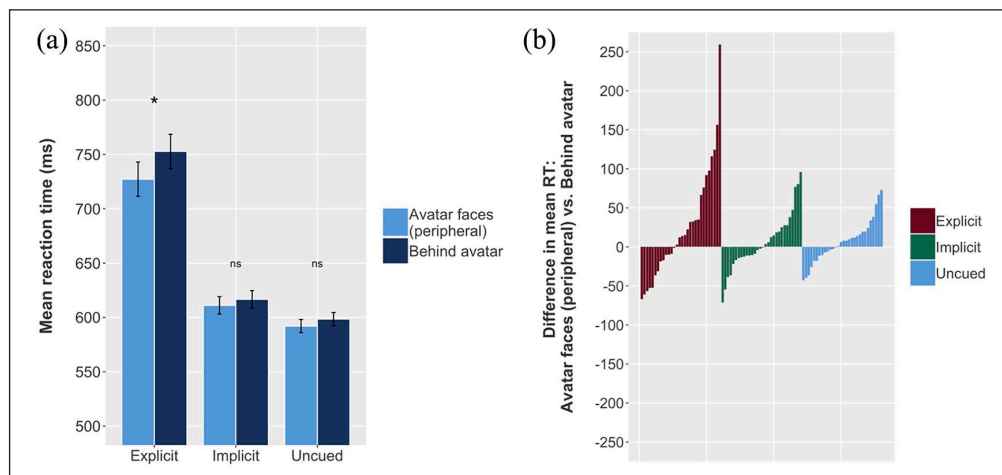 (a)
850
800
750
700
650
600
550
500
Mean reaction time (ms)
*
ns
ns
Explicit
Implicit
Uncued
Avatar faces
(peripheral)
Behind avatar
(b)
250
200
150
100
50
0
-50
-100
-150
-200
-250
Difference in mean RT:
Avatar faces (peripheral) vs. Behind avatar
Explicit
Implicit
Uncued